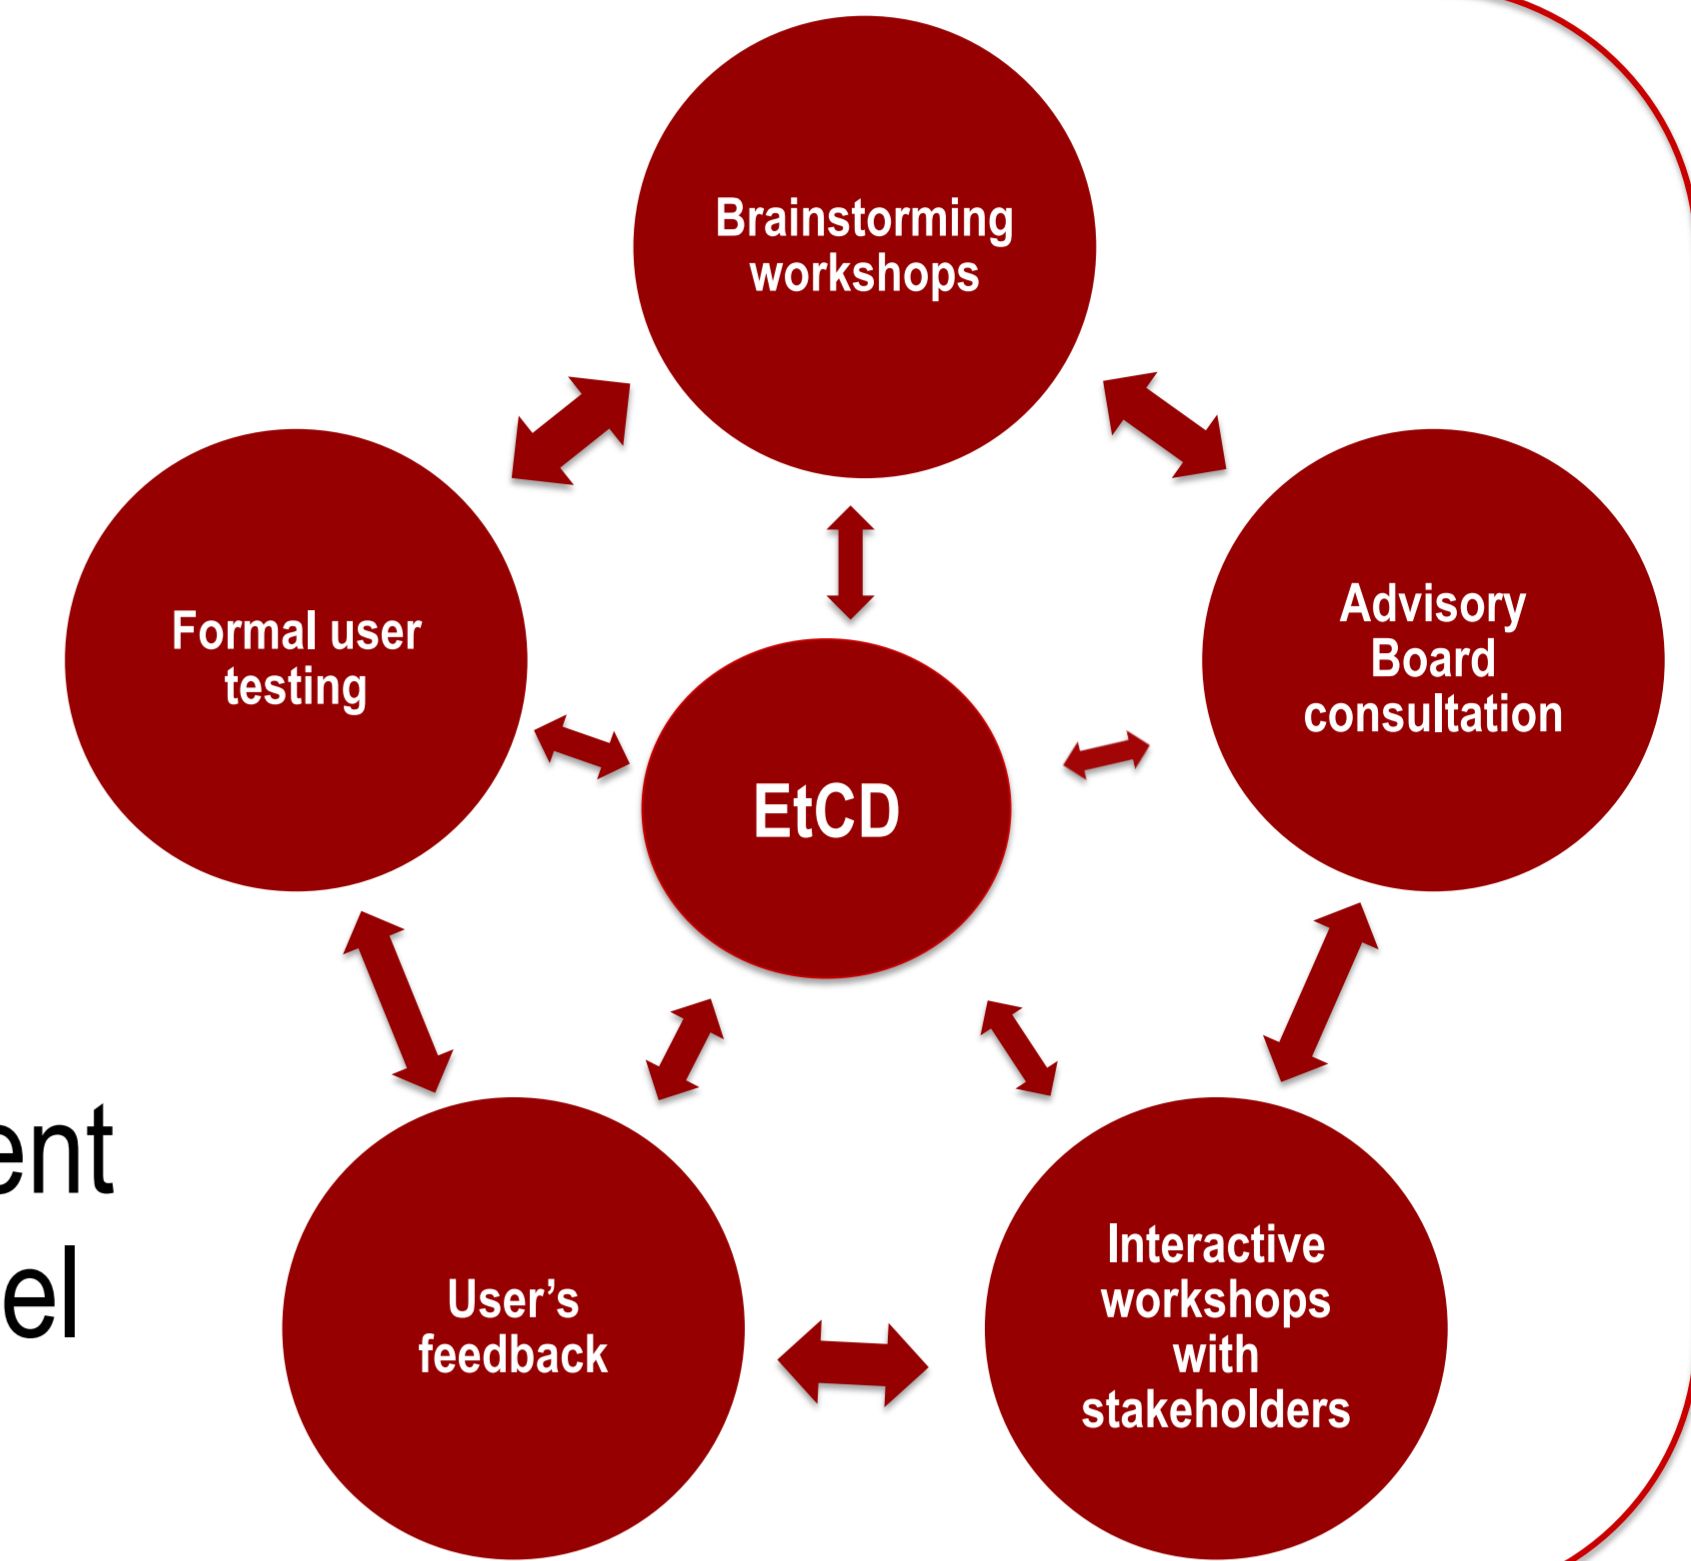 Brainstorming
workshops
Advisory
Board
consultation
Formal user
testing
EtCD
Interactive
workshops
with
stakeholders
User’s
feedback
ent
el